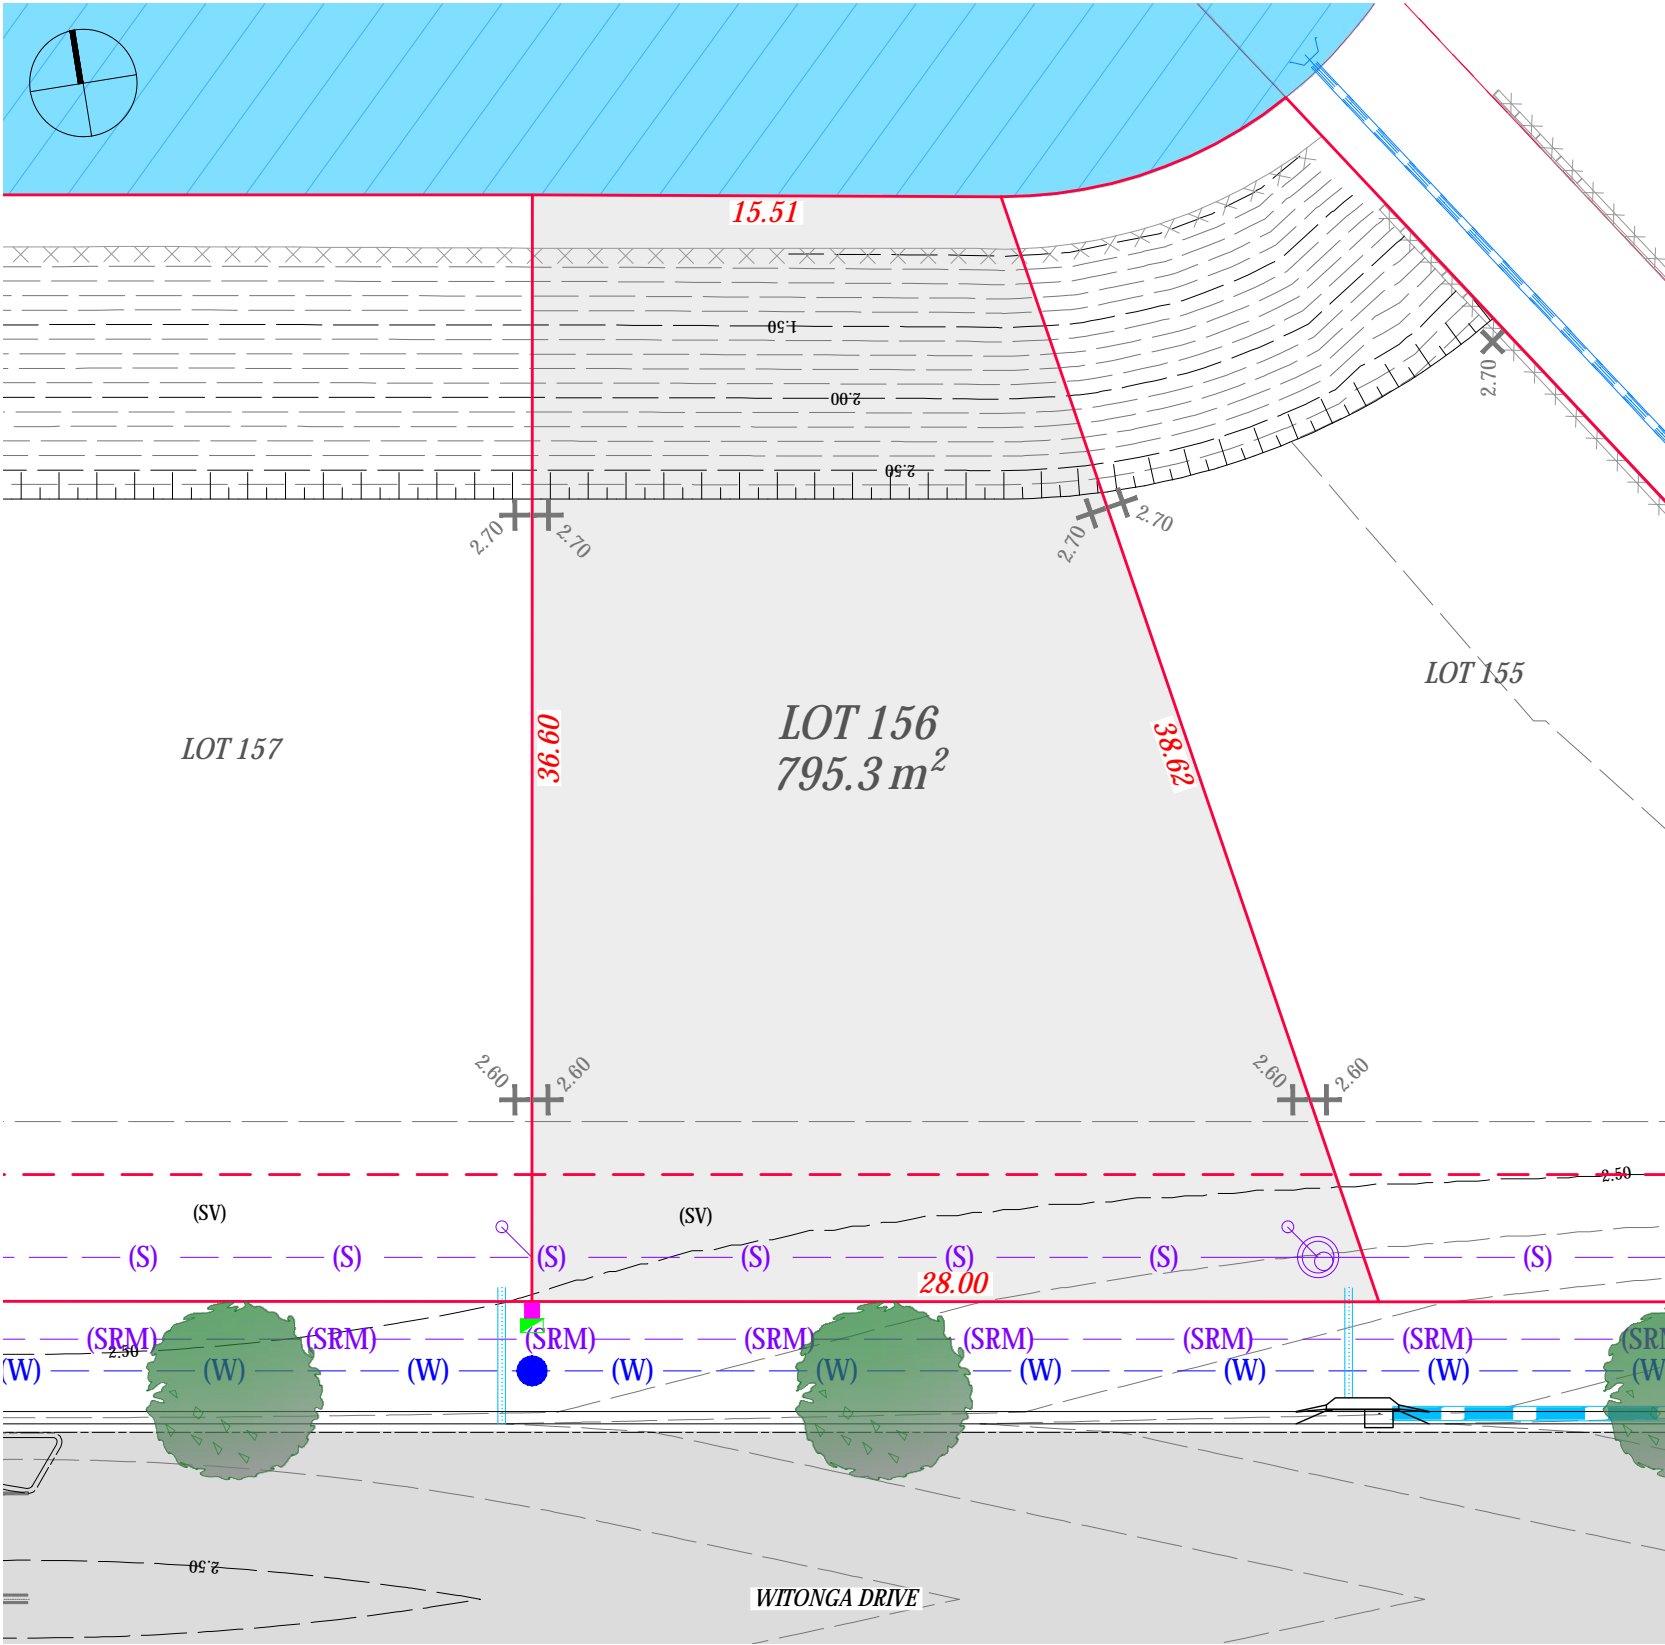 15.51
1.50
2.00
2.50
2.70
2.70
2.70
2.70
2.70
LOT 155
LOT 157
36.60
LOT 156
795.3 m²
38.62
2.60
2.60
2.60
2.60
2.50
(SV)
(SV)
(S) (S) (S) (S) (S) (S) (S)
28.00
(SRM) (SRM) (SRM) (SRM) (SRM) (SRM) (SRM) (SRM
2.50
(W) (W) (W) (W) (W) (W) (W) (W) (W
2.50
WITONGA DRIVE